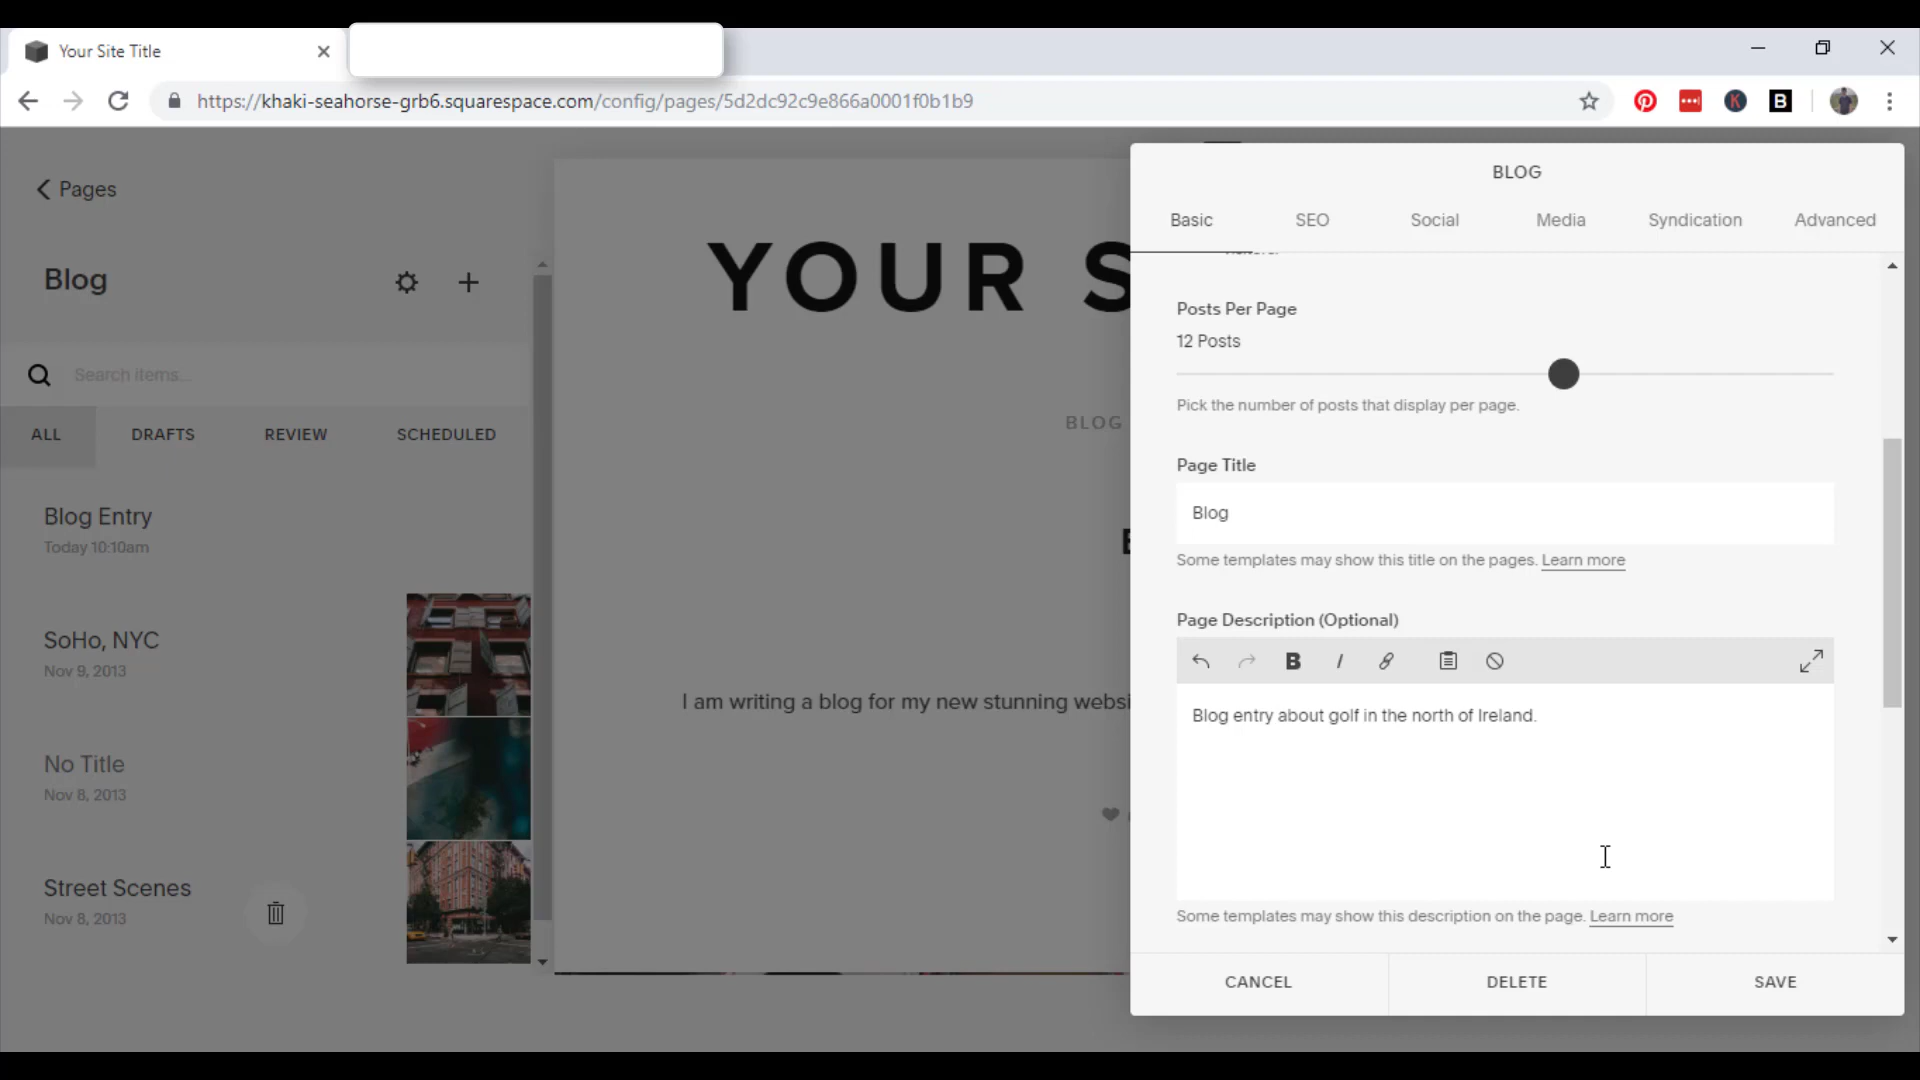 Your Site Title
https://khaki-seahorse-grb6.squarespace.com/config/pages/5d2dc92c9e866a0001f0b1b9
K
B
Pages
Blog
Search items...
ALL
DRAFTS
REVIEW
SCHEDULED
Blog Entry
Today 10:10am
SoHo, NYC
Nov 9, 2013
No Title
Nov 8, 2013
Street Scenes
Nov 8, 2013
YOUR S
BLOG
I am writing a blog for my new stunning websi
BLOG
Basic
SEO
Social
Media
Syndication
Advanced
Posts Per Page
12 Posts
Pick the number of posts that display per page.
Page Title
Blog
Some templates may show this title on the pages. Learn more
Page Description (Optional)
B I
Blog entry about golf in the north of Ireland.
Some templates may show this description on the page. Learn more
CANCEL
DELETE
SAVE